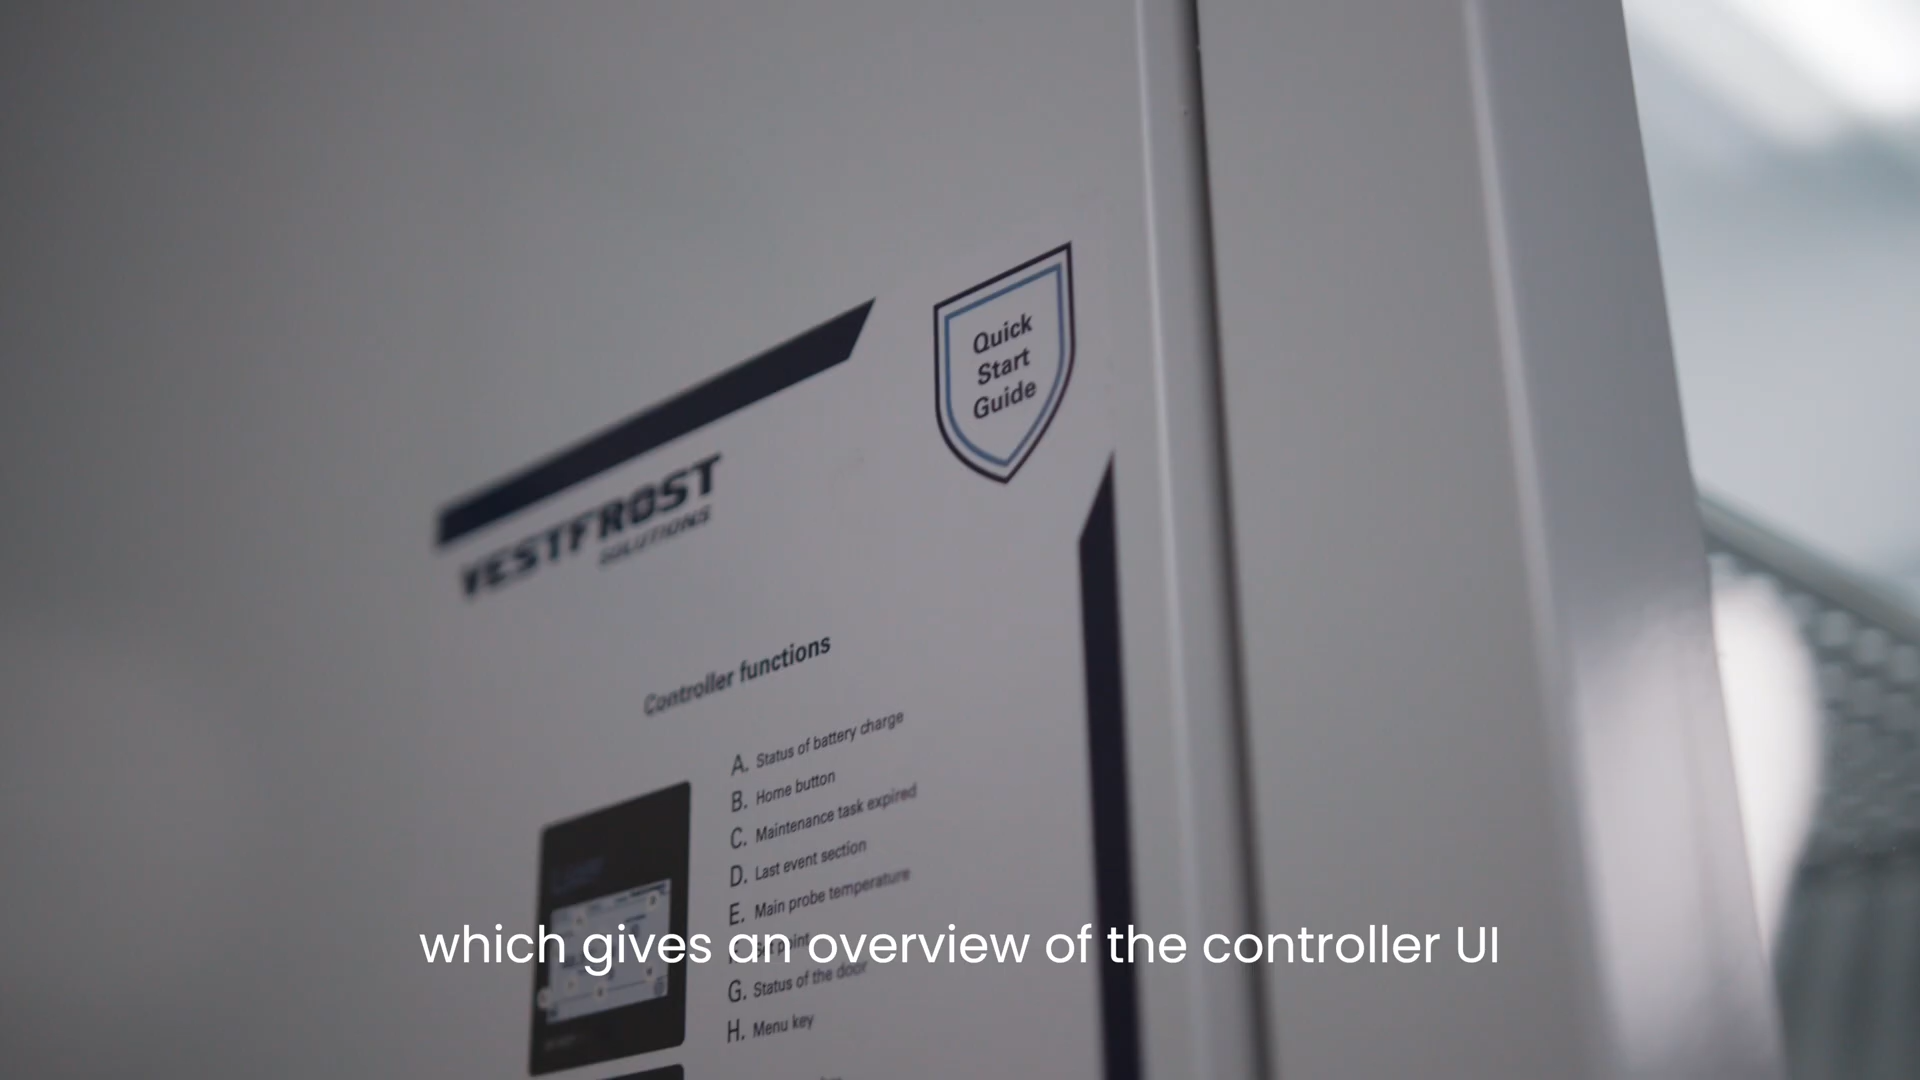 Quick
Start
Guide
VESTFROST
SOLUTIONS
Controller functions
A. Status of battery charge
B. Home button
C. Maintenance task expired
D. Last event section
E. Main probe temperature
which gives an overview of the controller UI
G. Status of the door
H. Menu key